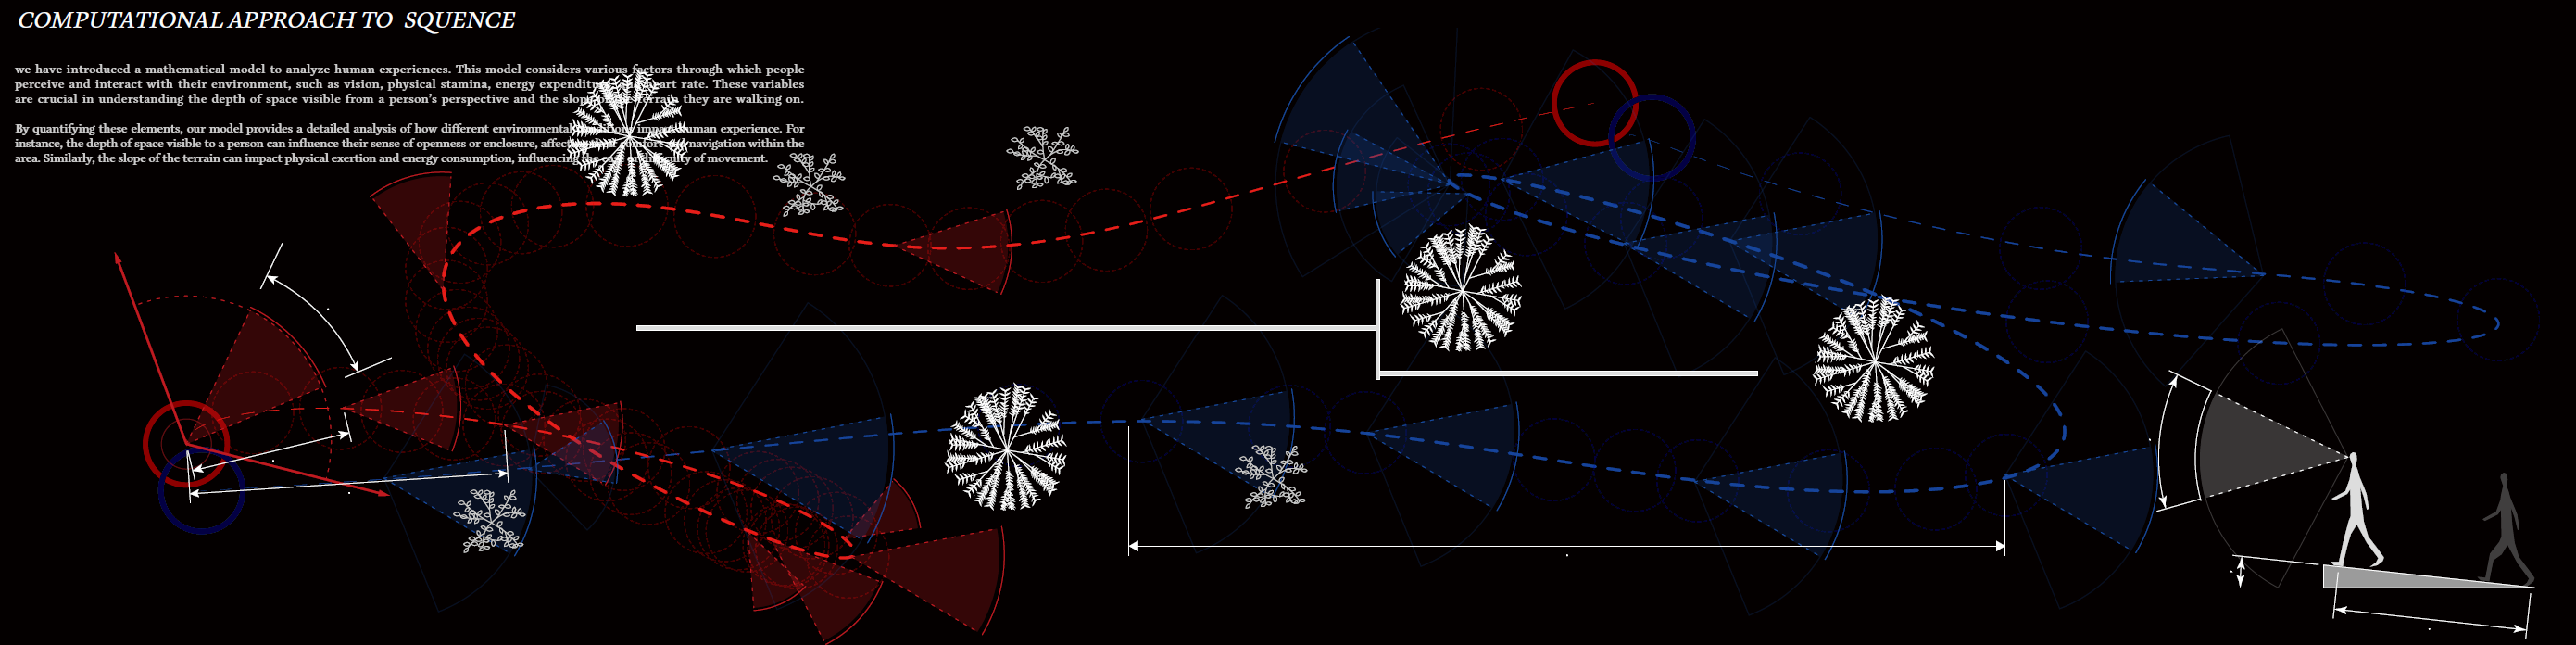 COMPUTATIONAL APPROACH TO SQUENCE
we have introduced a mathematical model to analyze human experiences. This model considers various factors through which people
perceive and interact with their environment, such as vision, physical stamina, energy expenditure, heart rate. These variables
are crucial in understanding the depth of space visible from a person's perspective and the slope of the terrain they are walking on.
By quantifying these elements, our model provides a detailed analysis of how different environmental conditions impact human experience. For
instance, the depth of space visible to a person can influence their sense of openness or enclosure, affecting their comfort and navigation within the
area. Similarly, the slope of the terrain can impact physical exertion and energy consumption, influencing the ease or difficulty of movement.